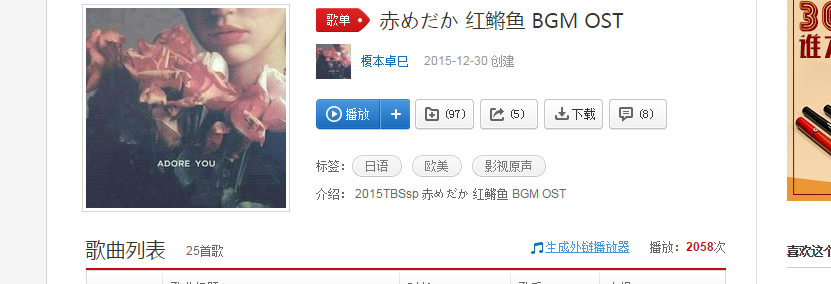 歌单 赤めだか 红鳉鱼 BGM OST
榎本卓巳 2015-12-30 创建
播放 + (97) (5) 下载 (8)
ADORE YOU
标签： 日语 欧美 影视原声
介绍： 2015TBSsp 赤めだか 红鳉鱼 BGM OST
歌曲列表 25首歌 生成外链播放器 播放：2058次
喜欢这个